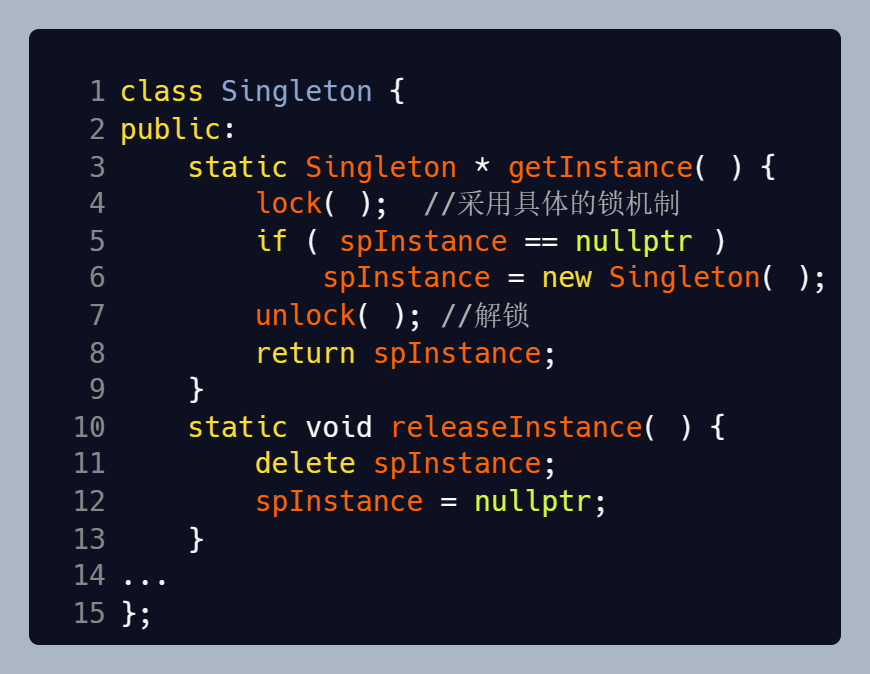 1 class Singleton {
2 public:
3     static Singleton * getInstance( ) {
4         lock( );  //采用具体的锁机制
5         if ( spInstance == nullptr )
6             spInstance = new Singleton( );
7         unlock( ); //解锁
8         return spInstance;
9     }
10     static void releaseInstance( ) {
11         delete spInstance;
12         spInstance = nullptr;
13     }
14 ...
15 };